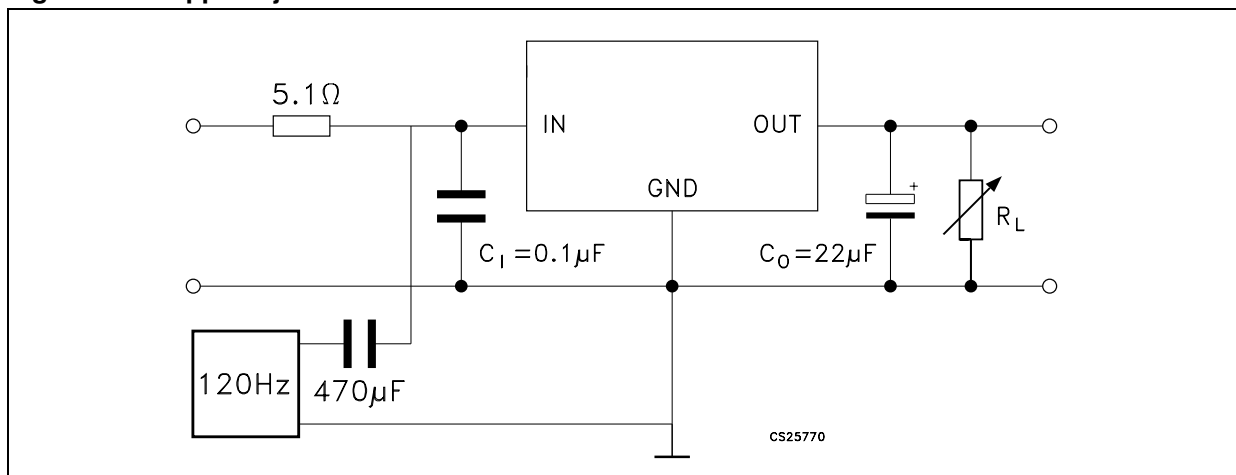 5.1Ω
IN
OUT
GND
C_I=0.1µF
C_O=22µF
R_L
120Hz
470µF
CS25770